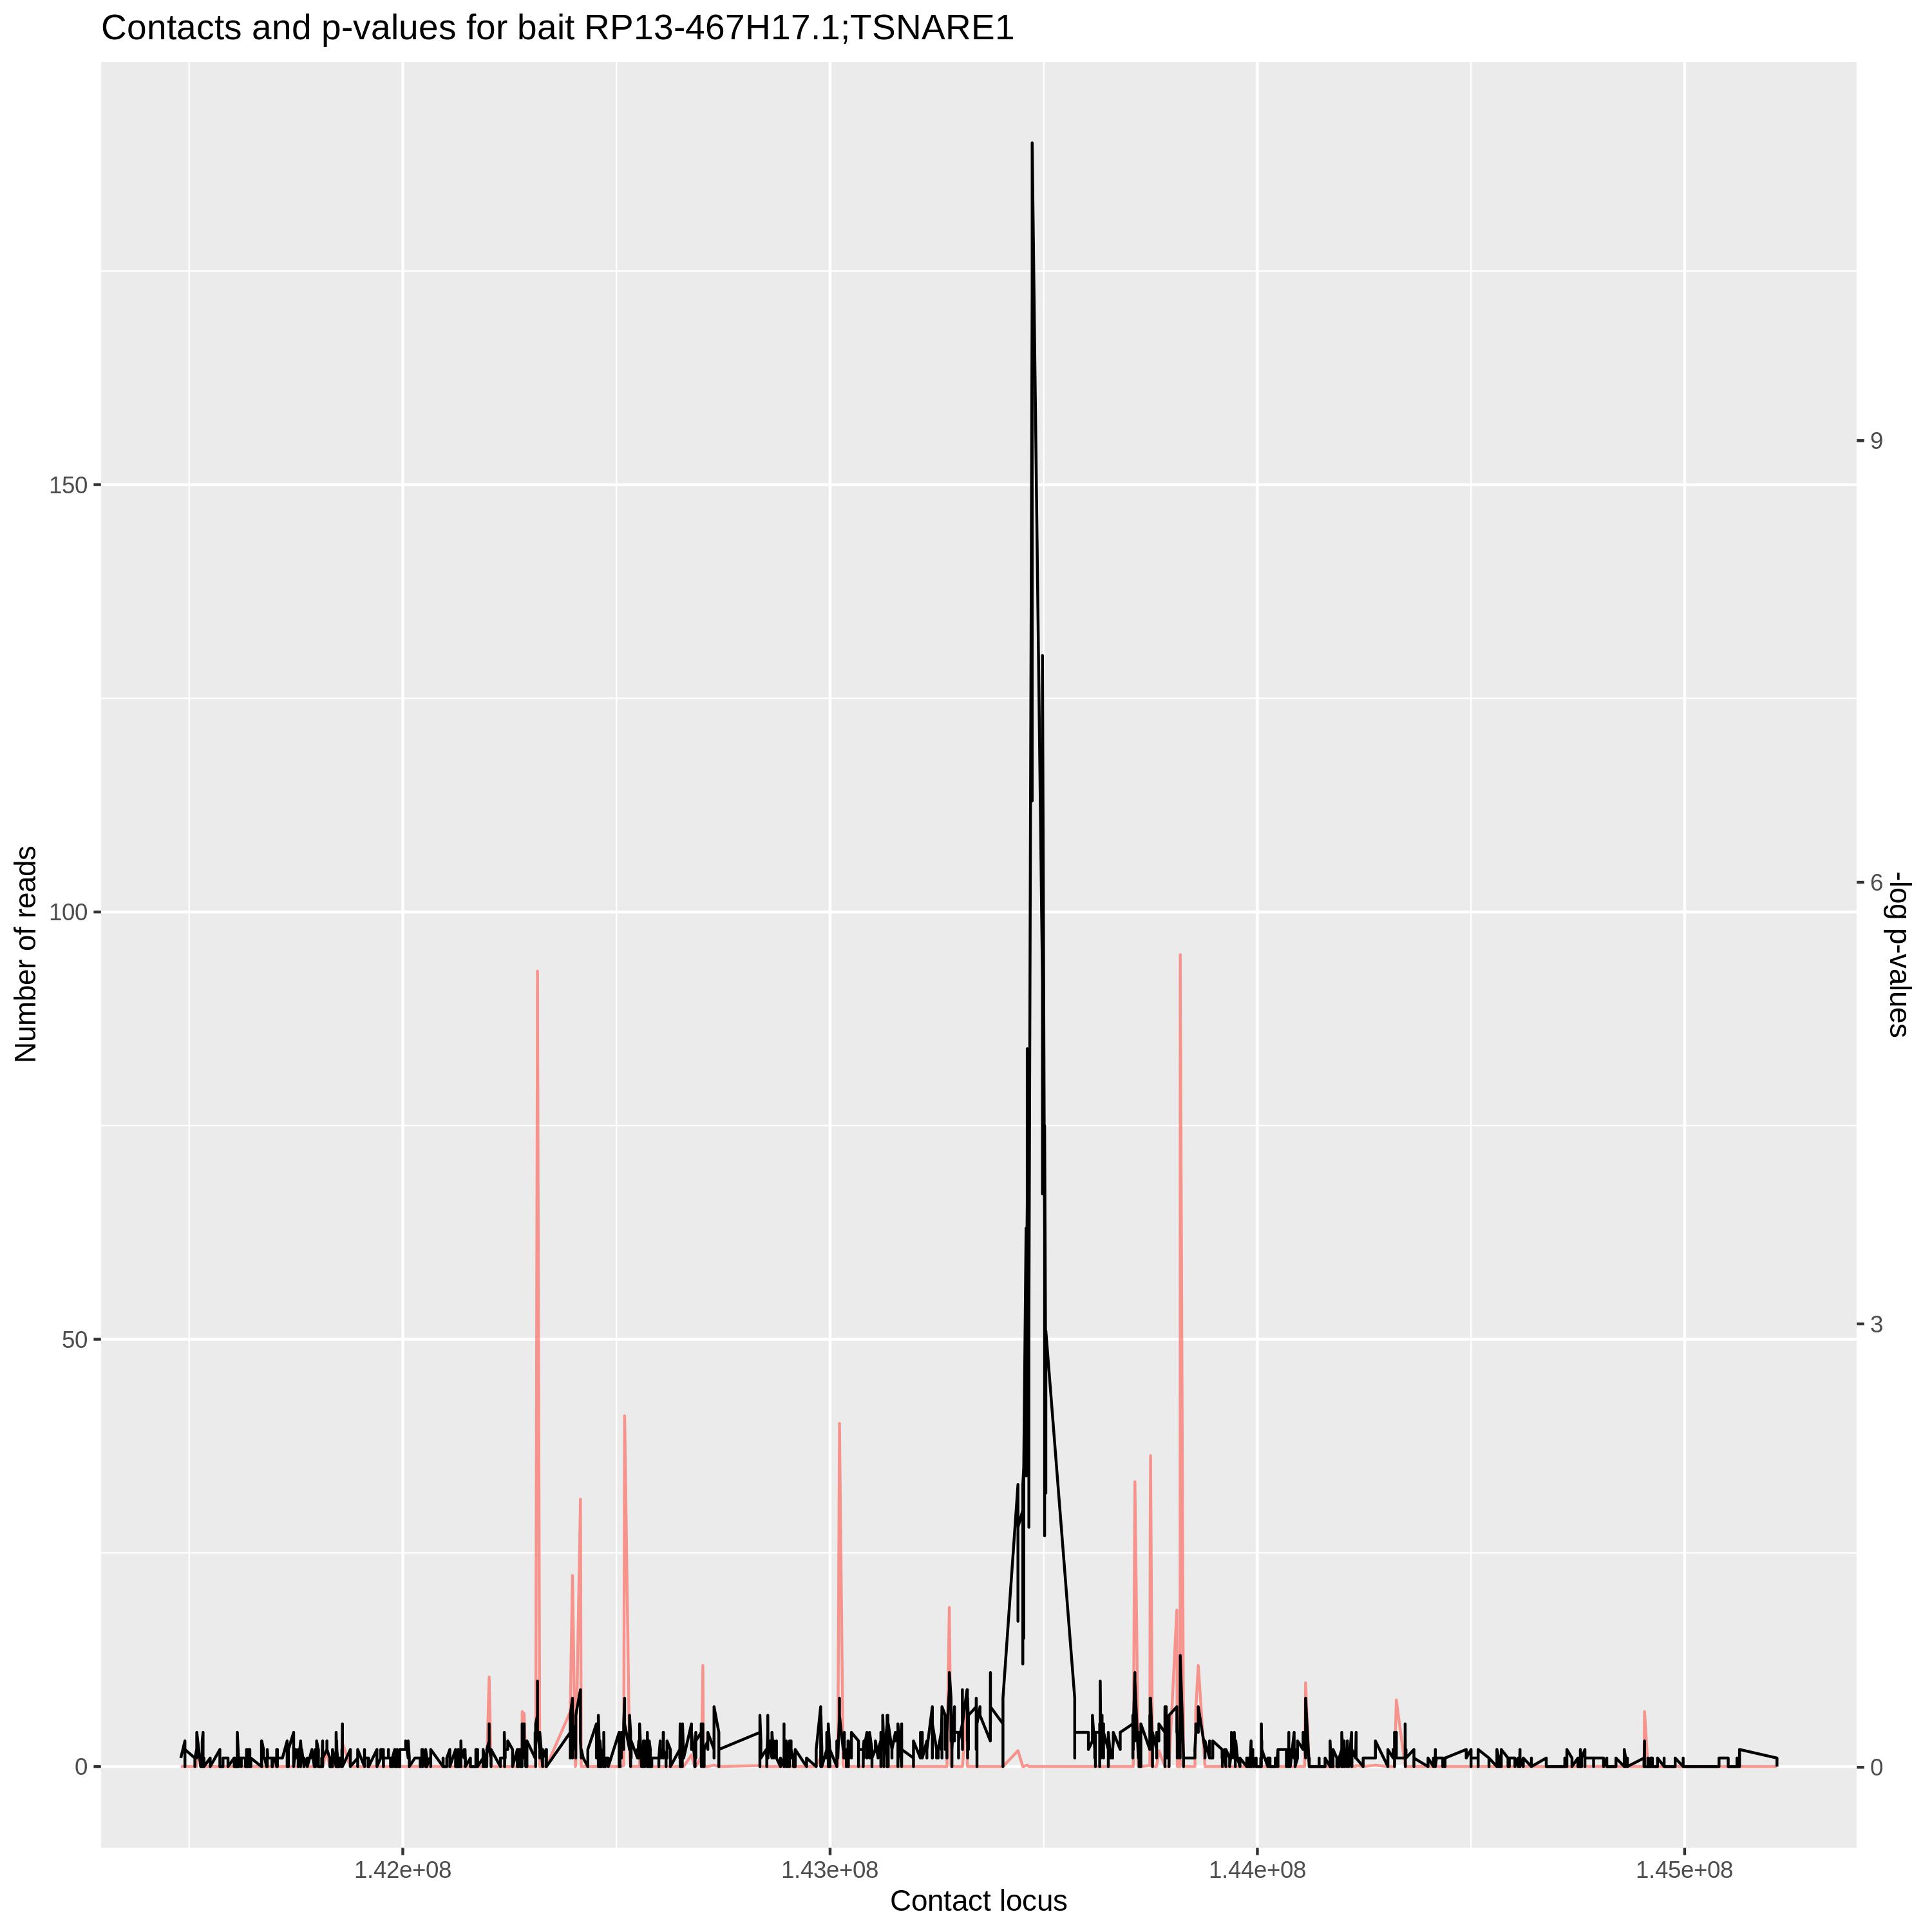 Contacts and p-values for bait RP13-467H17.1;TSNARE1
Number of reads
150
100
50
0
9
6
3
0
-log p-values
1.42e+08 1.43e+08 1.44e+08 1.45e+08
Contact locus